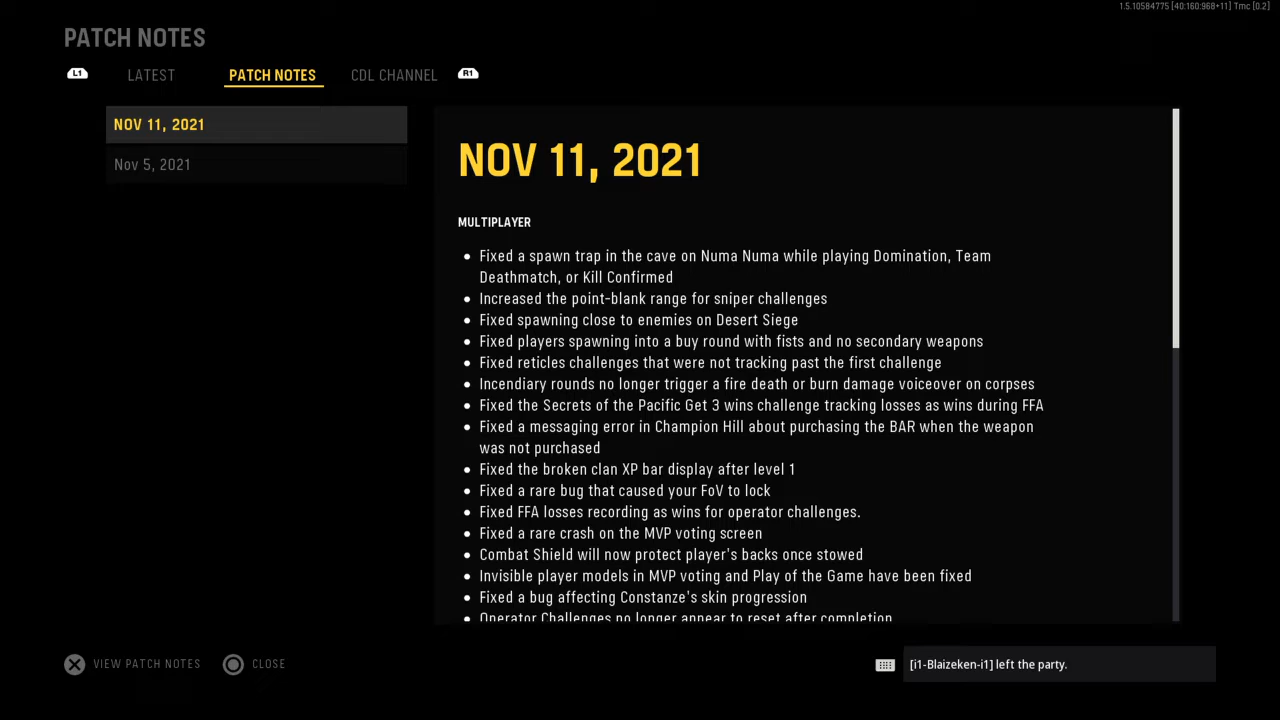 1.5.10584775 [40:160:968+11] Tmc [0.2]
PATCH NOTES
L1 LATEST PATCH NOTES CDL CHANNEL R1
NOV 11, 2021
Nov 5, 2021
NOV 11, 2021
MULTIPLAYER
• Fixed a spawn trap in the cave on Numa Numa while playing Domination, Team
Deathmatch, or Kill Confirmed
• Increased the point-blank range for sniper challenges
• Fixed spawning close to enemies on Desert Siege
• Fixed players spawning into a buy round with fists and no secondary weapons
• Fixed reticles challenges that were not tracking past the first challenge
• Incendiary rounds no longer trigger a fire death or burn damage voiceover on corpses
• Fixed the Secrets of the Pacific Get 3 wins challenge tracking losses as wins during FFA
• Fixed a messaging error in Champion Hill about purchasing the BAR when the weapon
was not purchased
• Fixed the broken clan XP bar display after level 1
• Fixed a rare bug that caused your FoV to lock
• Fixed FFA losses recording as wins for operator challenges.
• Fixed a rare crash on the MVP voting screen
• Combat Shield will now protect player's backs once stowed
• Invisible player models in MVP voting and Play of the Game have been fixed
• Fixed a bug affecting Constanze's skin progression
• Operator Challenges no longer appear to reset after completion
VIEW PATCH NOTES CLOSE
[i1-Blaizeken-i1] left the party.